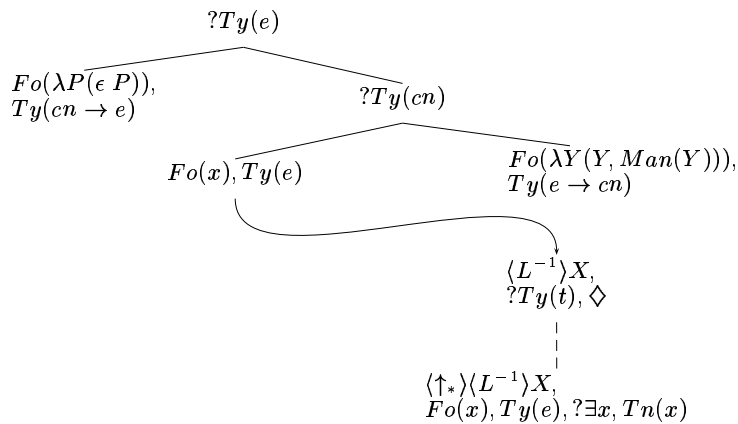 ?Ty(e)
Fo(λP(ϵ P)),
Ty(cn → e)
?Ty(cn)
Fo(x), Ty(e)
Fo(λY(Y, Man(Y))),
Ty(e → cn)
⟨L⁻¹⟩X,
?Ty(t), ◇
⟨↑*⟩⟨L⁻¹⟩X,
Fo(x), Ty(e), ?∃x, Tn(x)